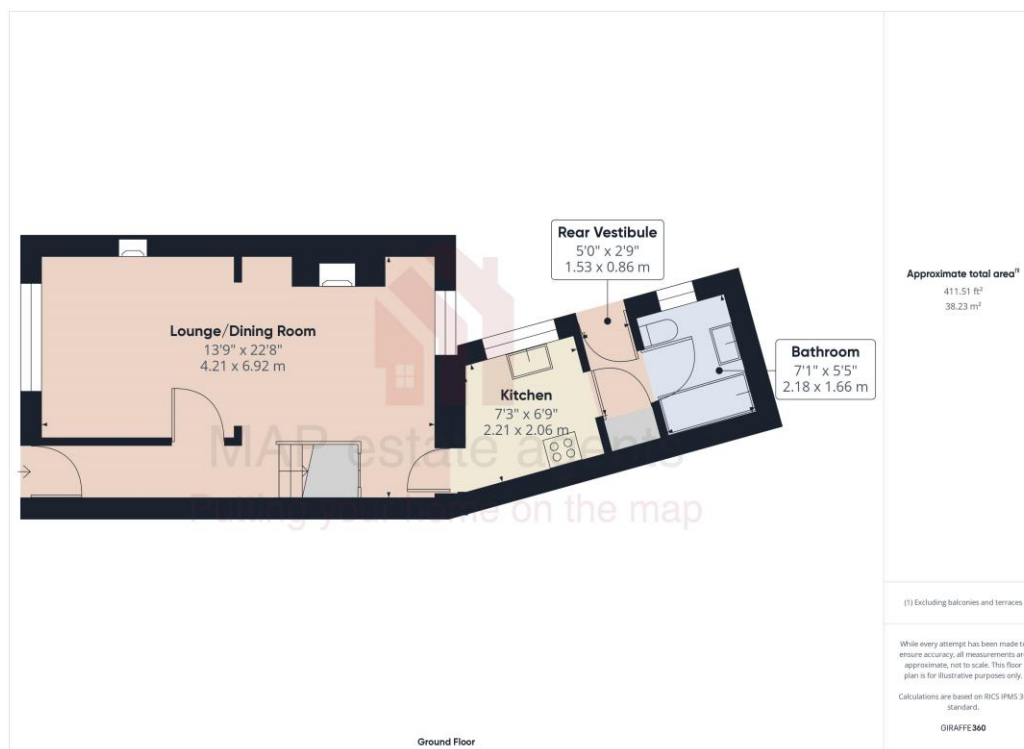 Rear Vestibule
5'0" x 2'9"
1.53 x 0.86 m
Lounge/Dining Room
13'9" x 22'8"
4.21 x 6.92 m
Bathroom
7'1" x 5'5"
2.18 x 1.66 m
Kitchen
7'3" x 6'9"
2.21 x 2.06 m
MAP estate agents
Putting your home on the map
Ground Floor
Approximate total area(1)
411.51 ft²
38.23 m²
(1) Excluding balconies and terraces
While every attempt has been made to
ensure accuracy, all measurements are
approximate, not to scale. This floor
plan is for illustrative purposes only.
Calculations are based on RICS IPMS 3C
standard.
GIRAFFE360